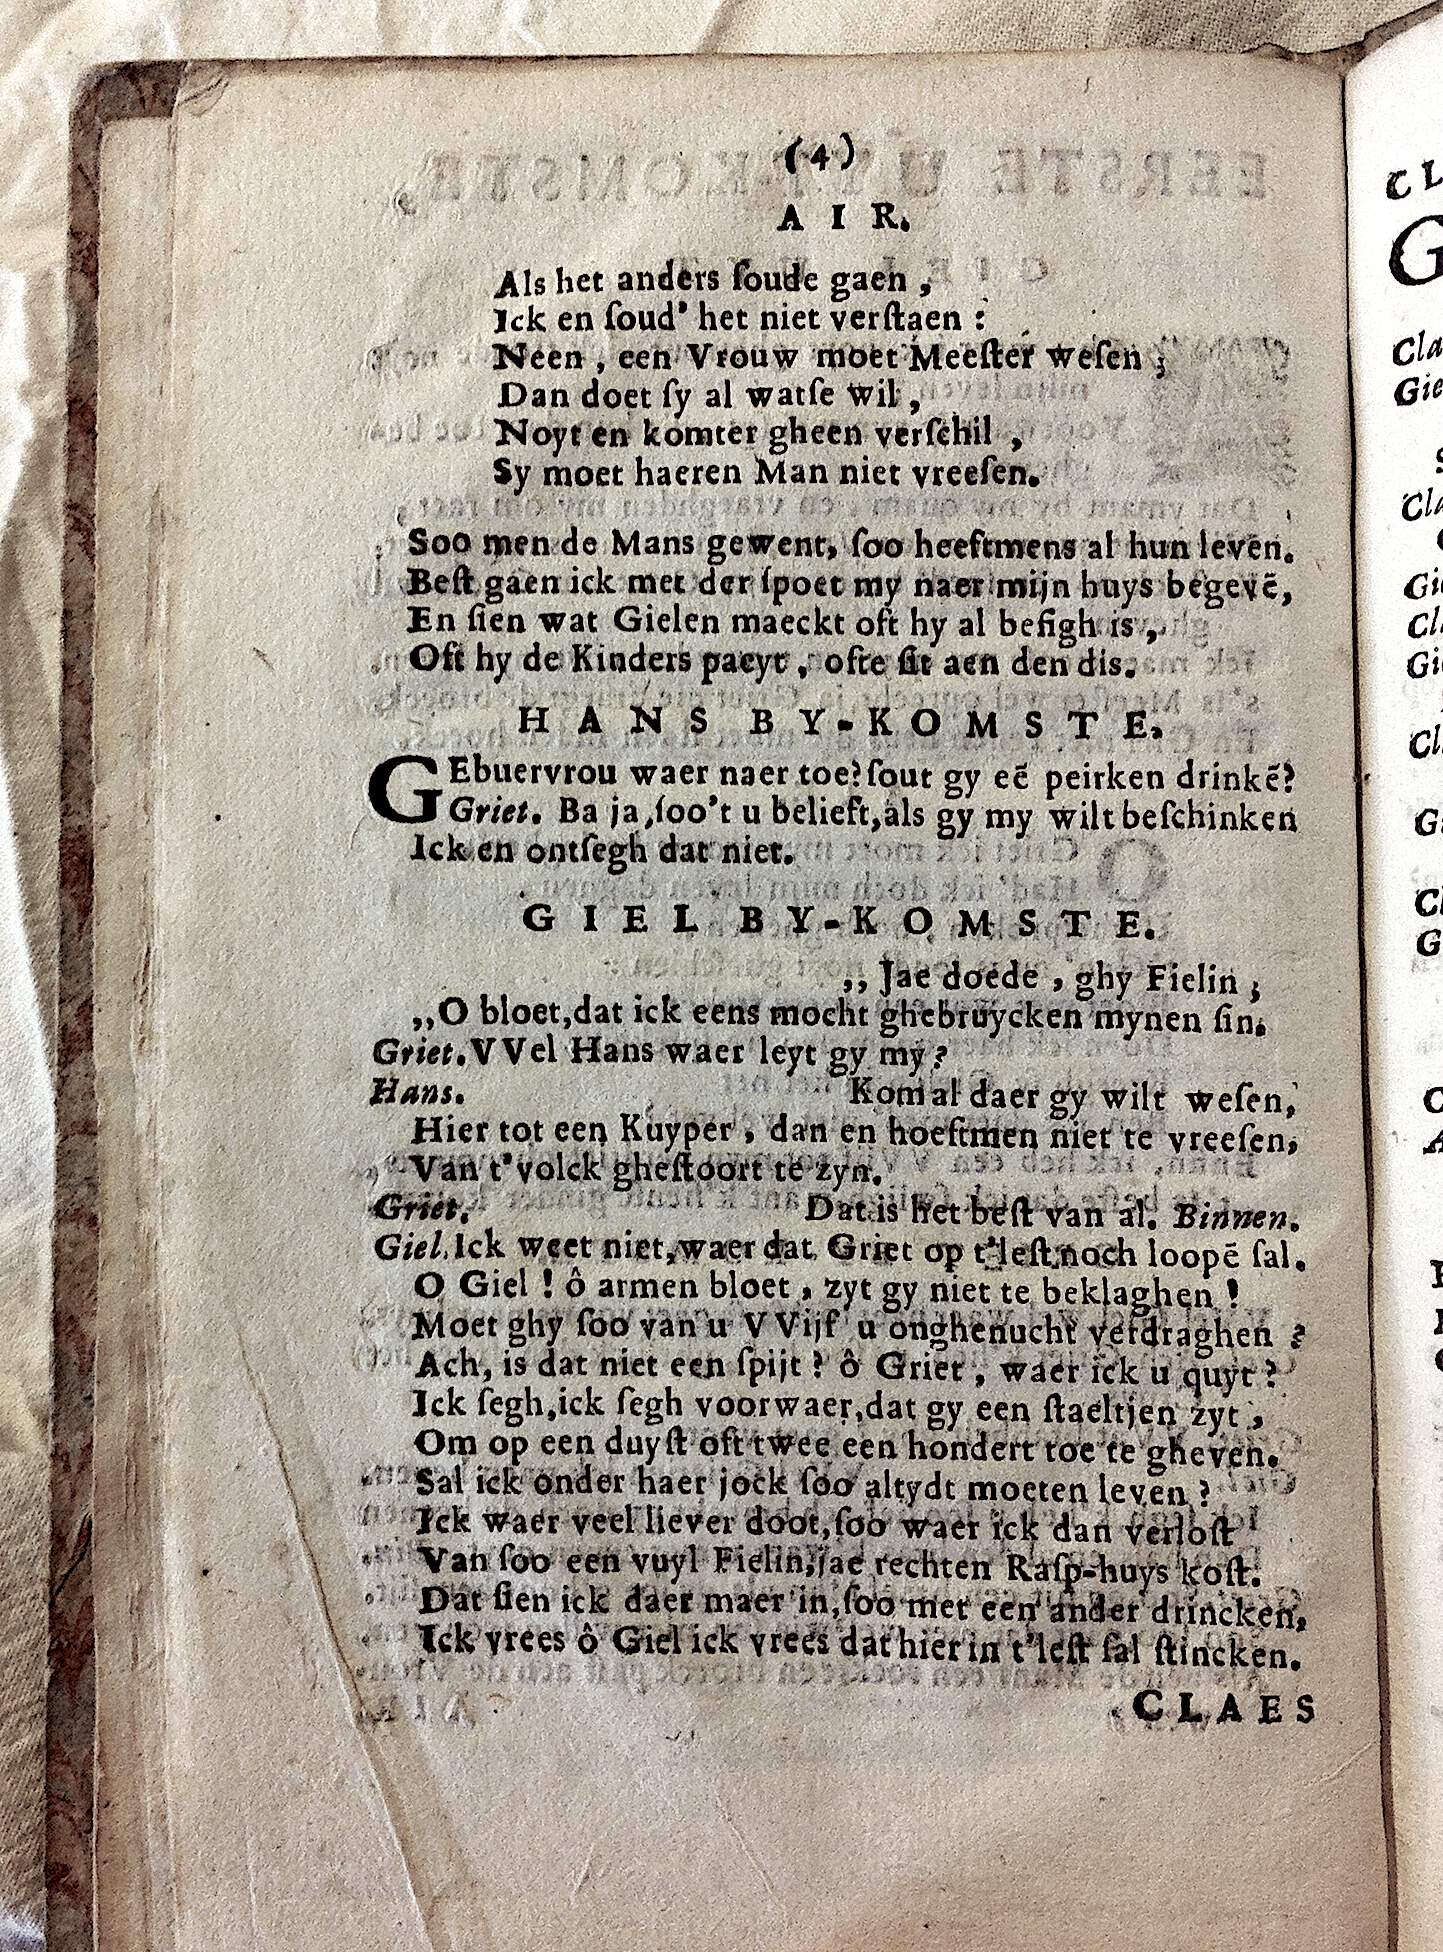 (4)
AIR.
Als het anders ſoude gaen ,
Ick en ſoud' het niet verſtaen :
Neen , een Vrouw moet Meeſter weſen ;
Dan doet ſy al watſe wil ,
Noyt en komter gheen verſchil ,
Sy moet haeren Man niet vreeſen.
Soo men de Mans gewent, ſoo heeftmens al hun leven.
Beſt gaen ick met der ſpoet my naer mijn huys begevē,
En ſien wat Gielen maeckt oft hy al beſigh is ,
Oft hy de Kinders paeyt , ofte ſit aen den dis.
HANS BY-KOMSTE.
GEbuervrou waer naer toe? ſout gy eē peirken drinkē?
Griet. Ba ja, ſoo't u belieft, als gy my wilt beſchinken
Ick en ontſegh dat niet.
GIEL BY-KOMSTE.
,, Jae doede , ghy Fielin ;
,,O bloet, dat ick eens mocht ghebruycken mynen ſin.
Griet. VVel Hans waer leyt gy my?
Hans. Kom al daer gy wilt weſen,
Hier tot een Kuyper , dan en hoeftmen niet te vreeſen,
Van t'volck gheſtoort te zyn.
Griet. Dat is het beſt van al. Binnen.
Giel. Ick weet niet, waer dat Griet op t'leſt noch loopē ſal.
O Giel ! ô armen bloet , zyt gy niet te beklaghen !
Moet ghy ſoo van u VVijf u onghenucht verdraghen ?
Ach, is dat niet een ſpijt ? ô Griet , waer ick u quyt ?
Ick ſegh, ick ſegh voorwaer, dat gy een ſtaeltjen zyt ,
Om op een duyſt oft twee een hondert toe te gheven.
Sal ick onder haer jock ſoo altydt moeten leven ?
Ick waer veel liever doot, ſoo waer ick dan verloſt
Van ſoo een vuyl Fielin, jae rechten Raſp-huys koſt.
Dat ſien ick daer maer in, ſoo met een ander drincken,
Ick vrees ô Giel ick vrees dat hier in t'leſt ſal ſtincken.
CLAES